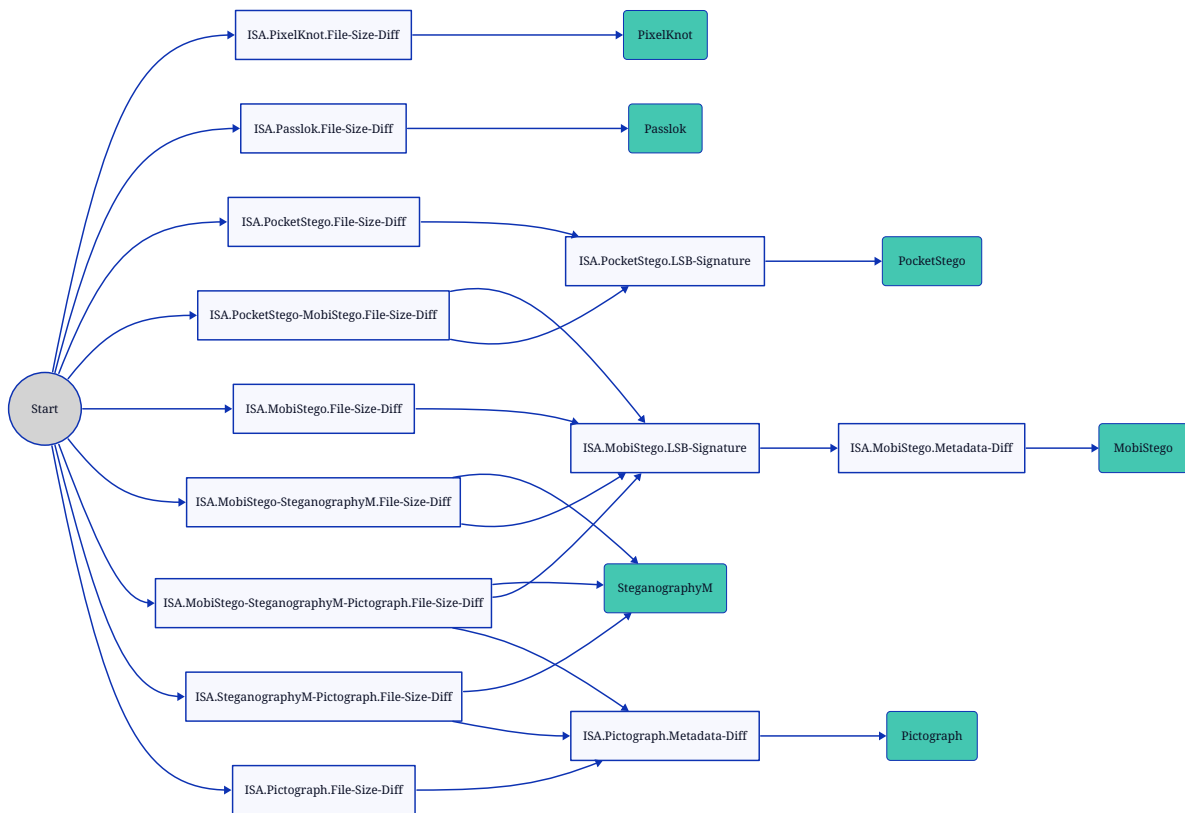 ISA.PixelKnot.File-Size-Diff
PixelKnot
ISA.Passlok.File-Size-Diff
Passlok
ISA.PocketStego.File-Size-Diff
ISA.PocketStego.LSB-Signature
PocketStego
ISA.PocketStego-MobiStego.File-Size-Diff
Start
ISA.MobiStego.File-Size-Diff
ISA.MobiStego.LSB-Signature
ISA.MobiStego.Metadata-Diff
MobiStego
ISA.MobiStego-SteganographyM.File-Size-Diff
SteganographyM
ISA.MobiStego-SteganographyM-Pictograph.File-Size-Diff
ISA.SteganographyM-Pictograph.File-Size-Diff
ISA.Pictograph.Metadata-Diff
Pictograph
ISA.Pictograph.File-Size-Diff